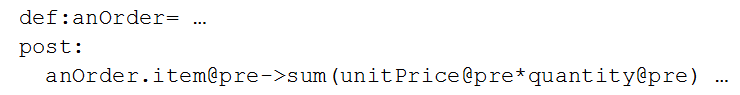 def:anOrder= …
post:
anOrder.item@pre->sum(unitPrice@pre*quantity@pre) …